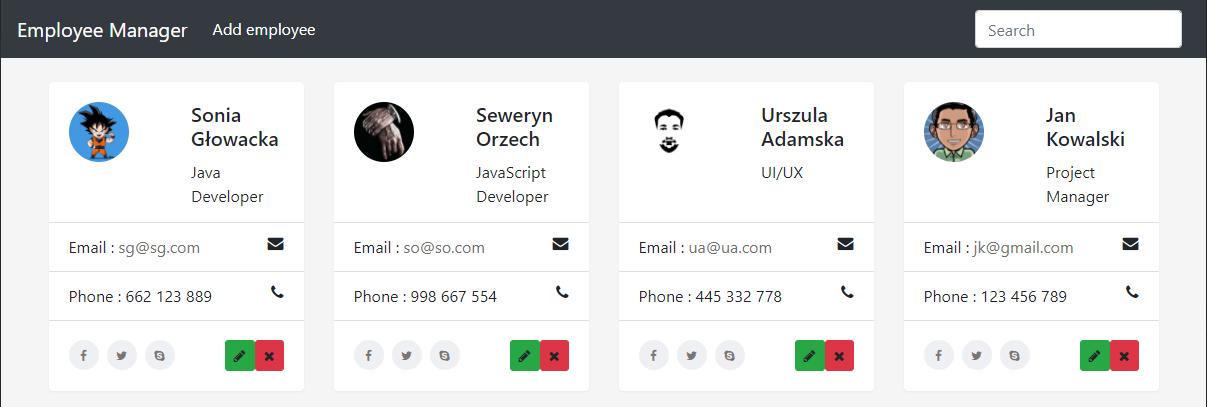 Employee Manager Add employee Search
Sonia
Głowacka
Java
Developer
Email : sg@sg.com
Phone : 662 123 889
Seweryn
Orzech
JavaScript
Developer
Email : so@so.com
Phone : 998 667 554
Urszula
Adamska
UI/UX
Email : ua@ua.com
Phone : 445 332 778
Jan
Kowalski
Project
Manager
Email : jk@gmail.com
Phone : 123 456 789